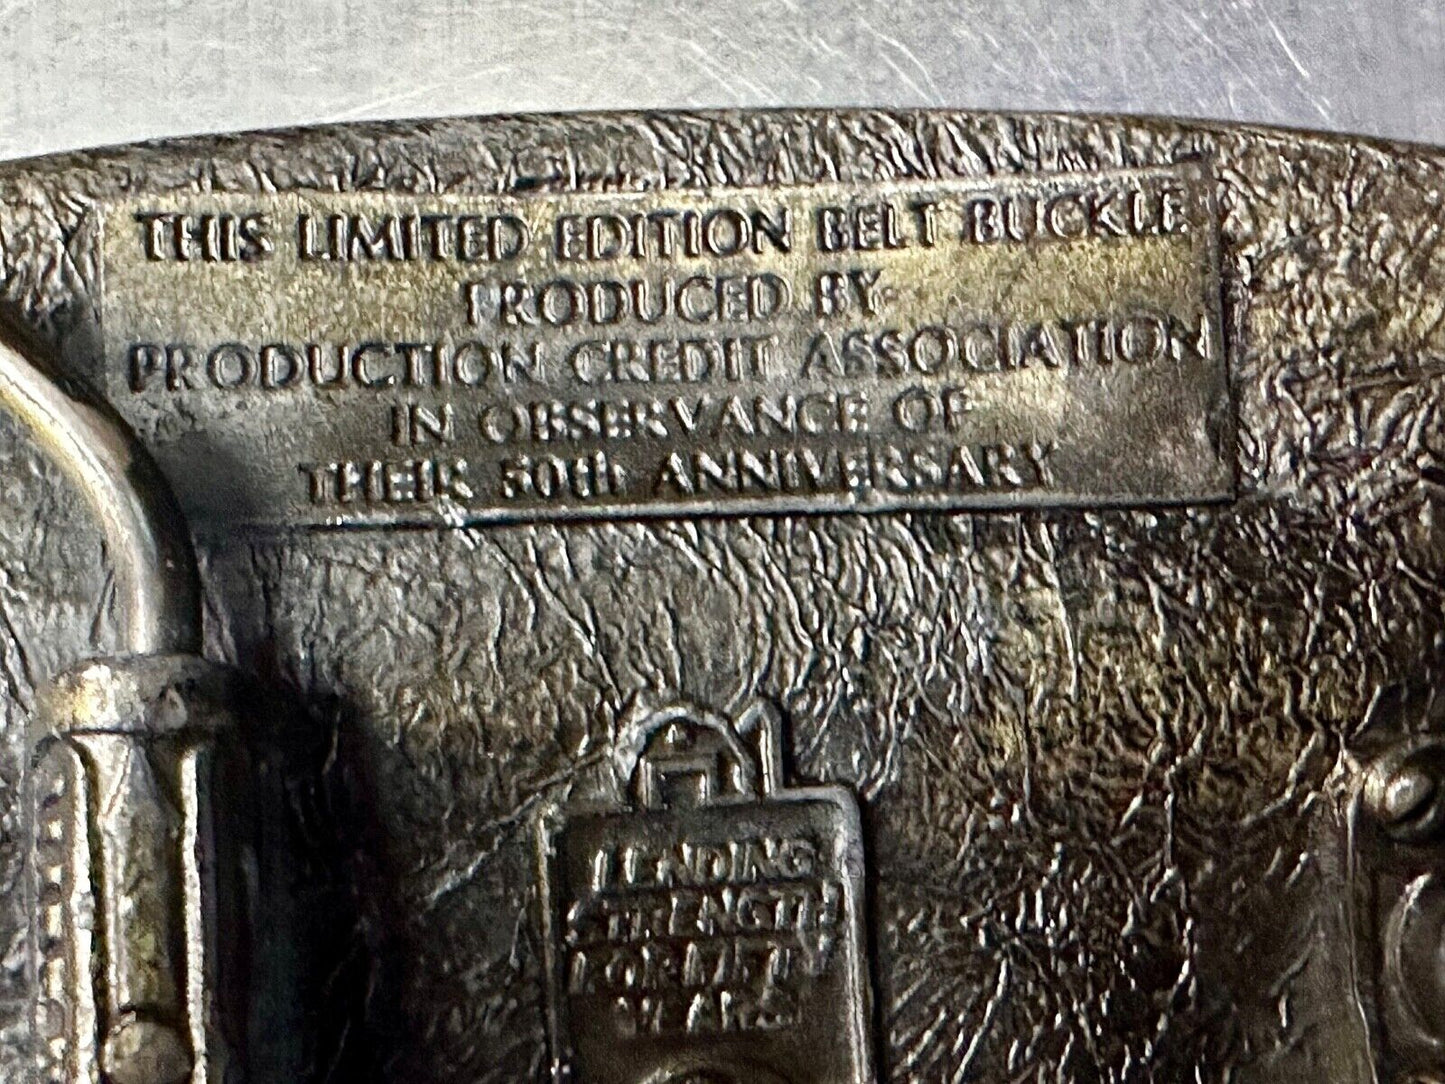 THIS LIMITED EDITION BELT BUCKLE
PRODUCED BY
PRODUCTION CREDIT ASSOCIATION
IN OBSERVANCE OF
THEIR 50th ANNIVERSARY
LENDING
STRENGTH
FOR FIFTY
YEARS